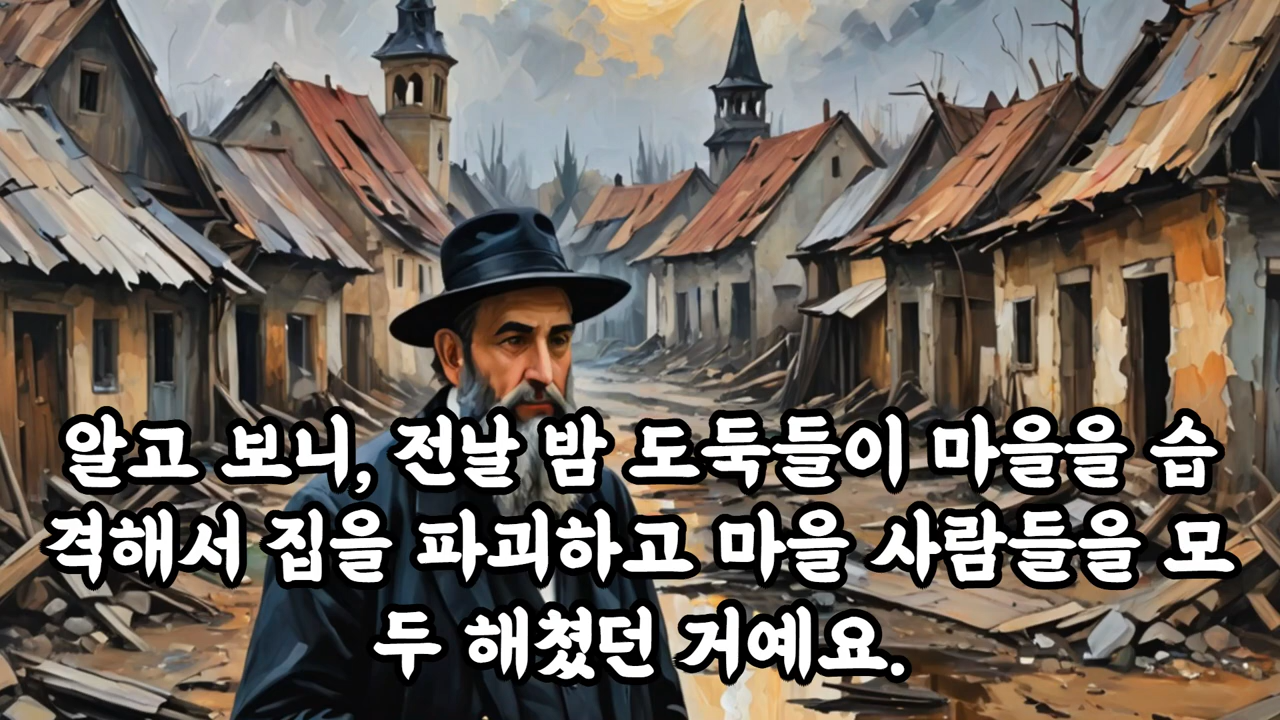 알고 보니, 전날 밤 도둑들이 마을을 습
격해서 집을 파괴하고 마을 사람들을 모
두 해쳤던 거예요.